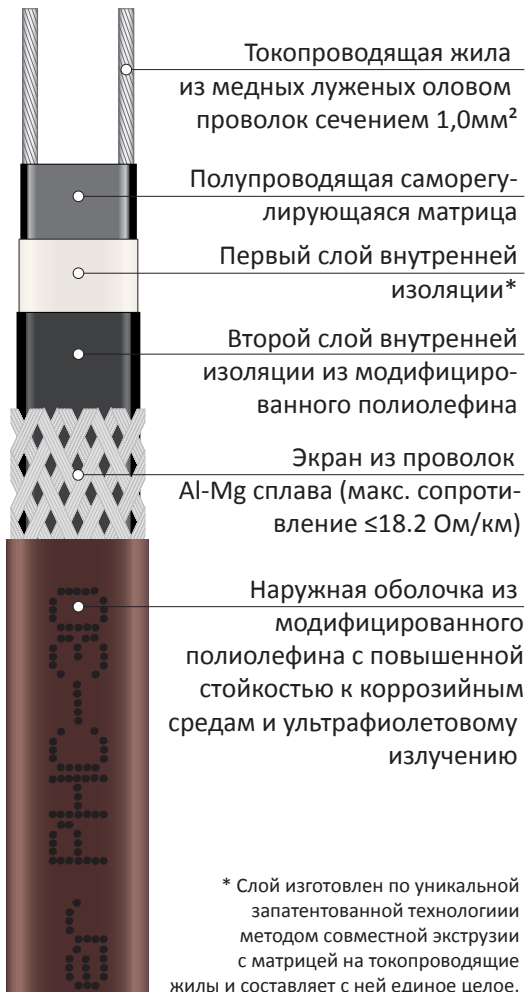 Токопроводящая жила
из медных луженых оловом
проволок сечением 1,0мм²
Полупроводящая саморегу-
лирующаяся матрица
Первый слой внутренней
изоляции*
Второй слой внутренней
изоляции из модифициро-
ванного полиолефина
Экран из проволок
Al-Mg сплава (макс. сопроти-
вление ≤18.2 Ом/км)
Наружная оболочка из
модифицированного
полиолефина с повышенной
стойкостью к коррозийным
средам и ультрафиолетовому
излучению
* Слой изготовлен по уникальной
запатентованной технологиии
методом совместной экструзии
с матрицей на токопроводящие
жилы и составляет с ней единое целое.